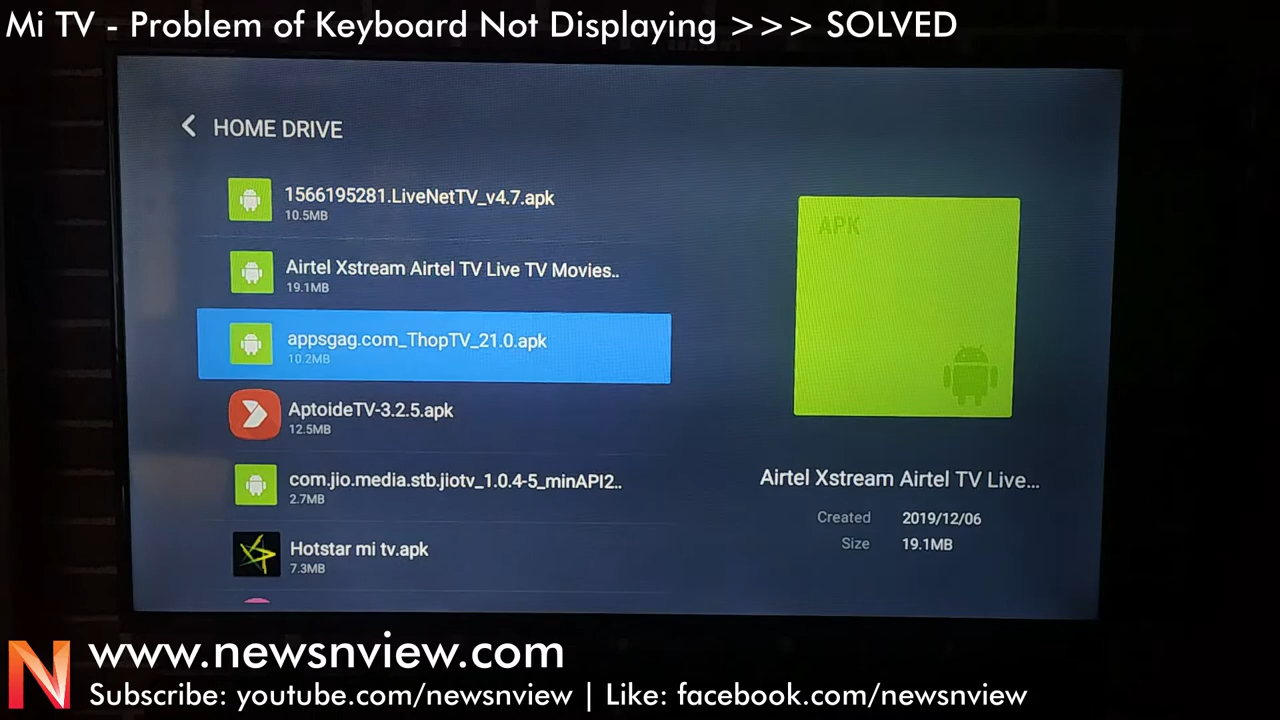 Mi TV - Problem of Keyboard Not Displaying >>> SOLVED
HOME DRIVE
1566195281.LiveNetTV_v4.7.apk
10.5MB
Airtel Xstream Airtel TV Live TV Movies..
19.1MB
appsgag.com_ThopTV_21.0.apk
10.2MB
AptoideTV-3.2.5.apk
12.5MB
com.jio.media.stb.jiotv_1.0.4-5_minAPI2..
2.7MB
Hotstar mi tv.apk
7.3MB
APK
Airtel Xstream Airtel TV Live...
Created 2019/12/06
Size 19.1MB
N
www.newsnview.com
Subscribe: youtube.com/newsnview | Like: facebook.com/newsnview